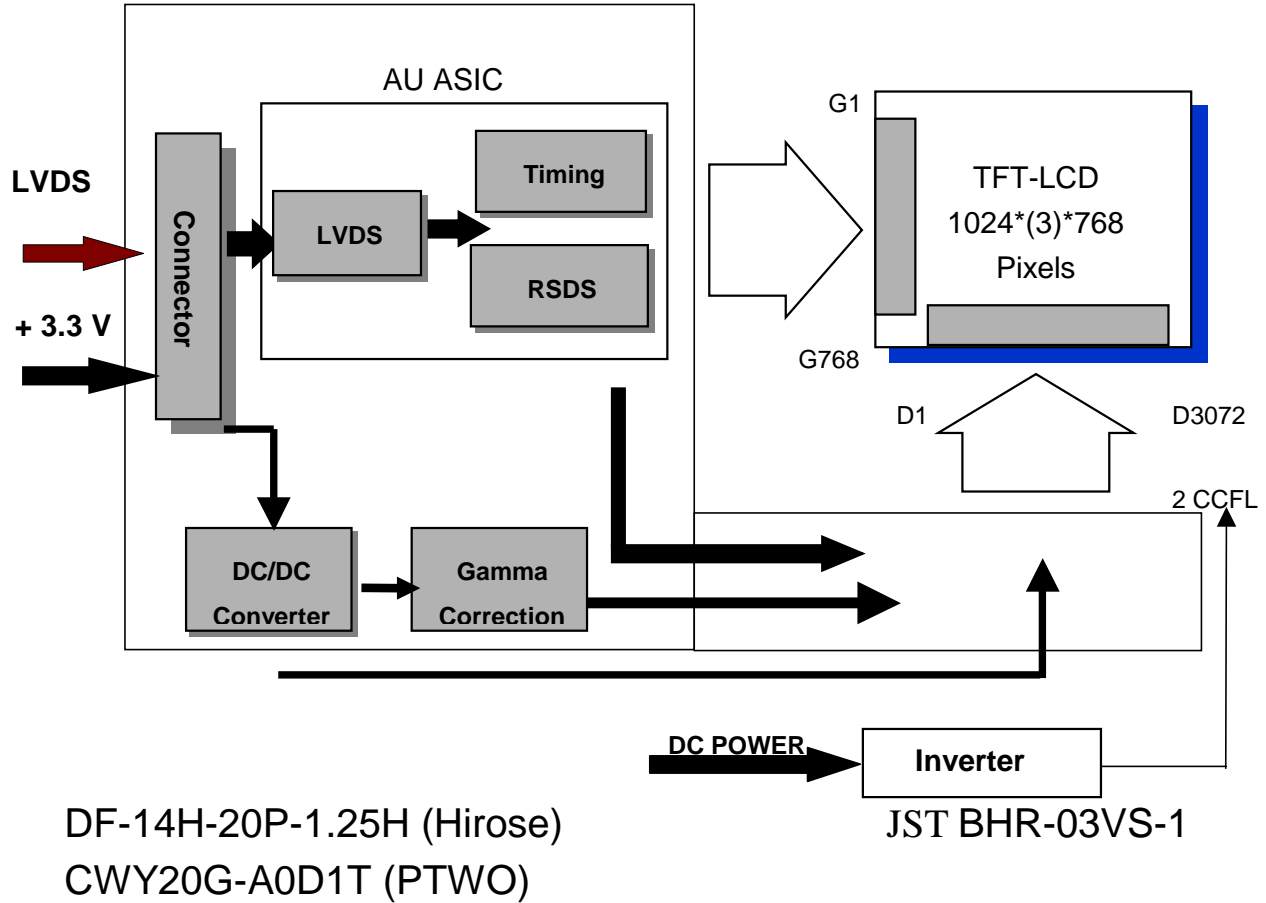 AU ASIC
G1
Timing
LVDS
Connector
LVDS
TFT-LCD
1024*(3)*768
Pixels
RSDS
+ 3.3 V
G768
D1
D3072
2 CCFL
DC/DC
Converter
Gamma
Correction
DC POWER
Inverter
DF-14H-20P-1.25H (Hirose)
JST BHR-03VS-1
CWY20G-A0D1T (PTWO)